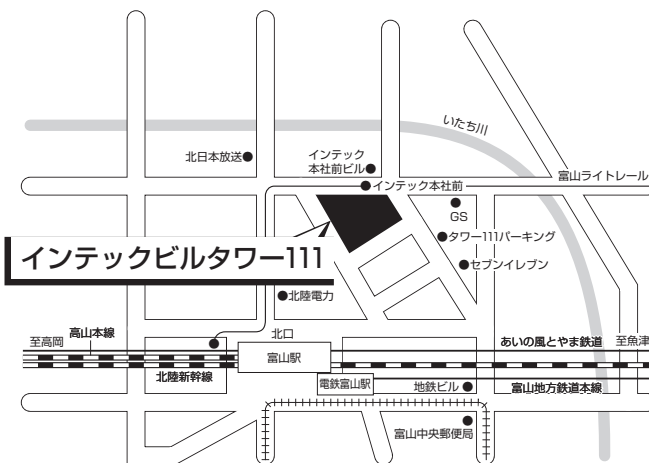 いたち川
北日本放送
インテック
本社前ビル
インテック本社前
富山ライトレール
GS
タワー111パーキング
インテックビルタワー111
セブンイレブン
北陸電力
北口
至高岡
高山本線
富山駅
あいの風とやま鉄道
至魚津
北陸新幹線
電鉄富山駅
地鉄ビル
富山地方鉄道本線
富山中央郵便局